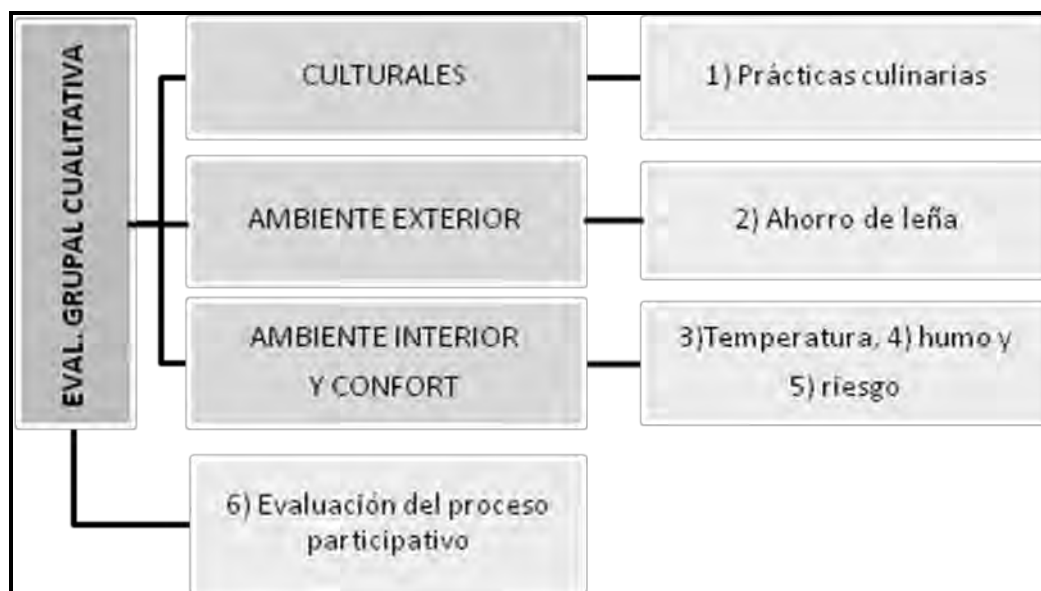 EVAL. GRUPAL CUALITATIVA
CULTURALES
1) Prácticas culinarias
AMBIENTE EXTERIOR
2) Ahorro de leña
AMBIENTE INTERIOR
Y CONFORT
3)Temperatura, 4) humo y
5) riesgo
6) Evaluación del proceso
participativo